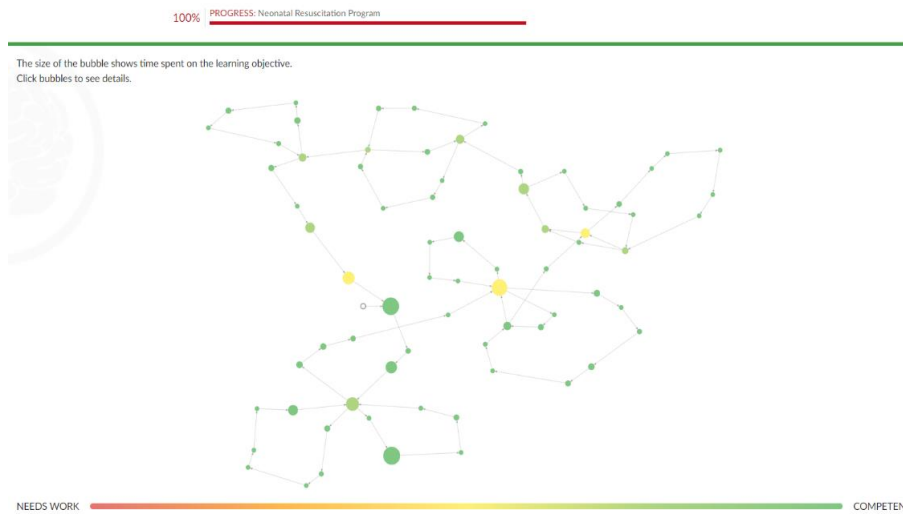 100% PROGRESS: Neonatal Resuscitation Program
The size of the bubble shows time spent on the learning objective.
Click bubbles to see details.
NEEDS WORK COMPETEN